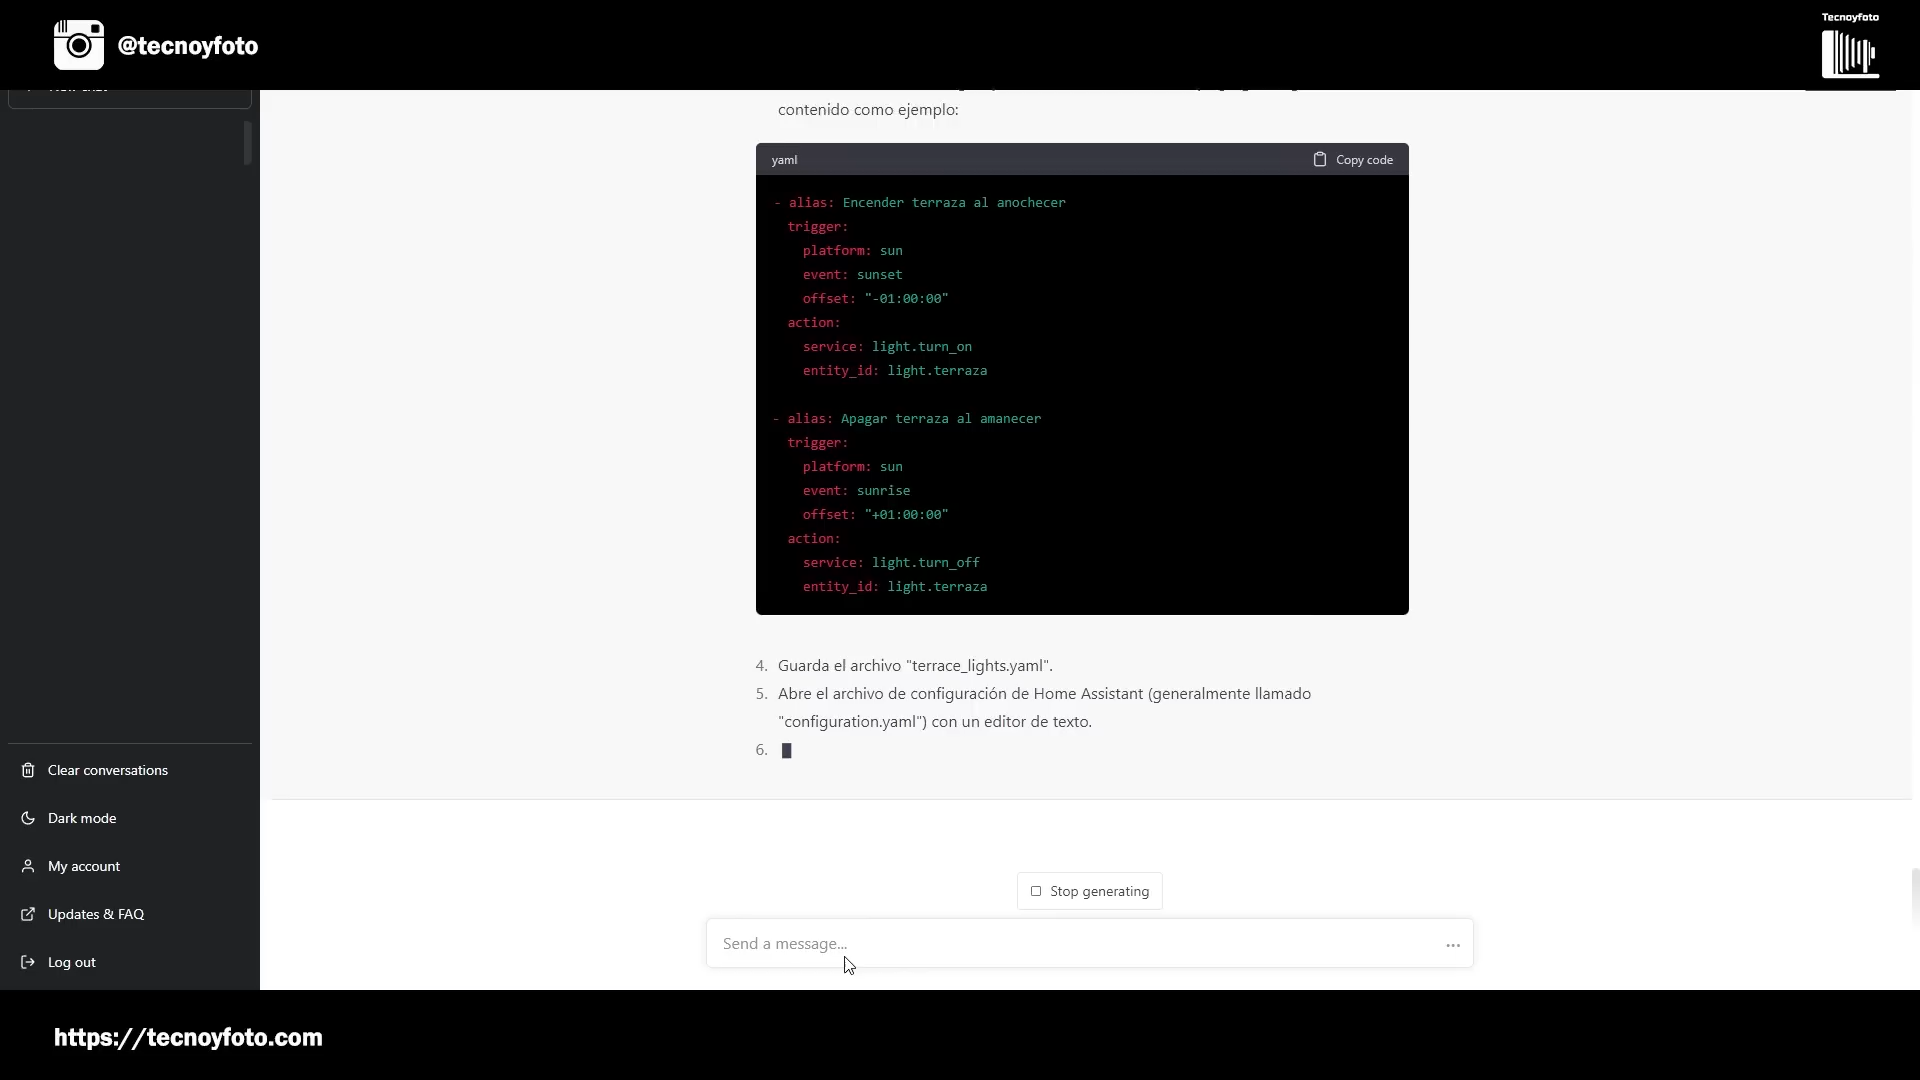 @tecnoyfoto
Tecnoyfoto
contenido como ejemplo:
yaml
Copy code
- alias: Encender terraza al anochecer
trigger:
platform: sun
event: sunset
offset: "-01:00:00"
action:
service: light.turn_on
entity_id: light.terraza
- alias: Apagar terraza al amanecer
trigger:
platform: sun
event: sunrise
offset: "+01:00:00"
action:
service: light.turn_off
entity_id: light.terraza
4. Guarda el archivo "terrace_lights.yaml".
5. Abre el archivo de configuración de Home Assistant (generalmente llamado
"configuration.yaml") con un editor de texto.
6.
Clear conversations
Dark mode
My account
Updates & FAQ
Log out
Stop generating
Send a message...
https://tecnoyfoto.com